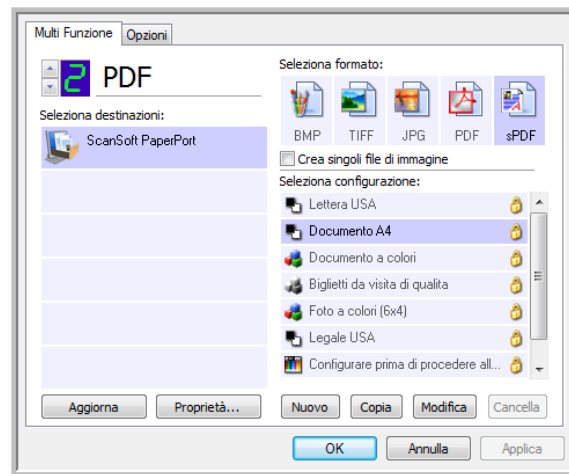 Multi Funzione
Opzioni
2
PDF
Seleziona destinazioni:
ScanSoft PaperPort
Seleziona formato:
BMP TIFF JPG PDF sPDF
Crea singoli file di immagine
Seleziona configurazione:
Lettera USA
Documento A4
Documento a colori
Biglietti da visita di qualita
Foto a colori (6x4)
Legale USA
Configurare prima di procedere all...
Aggiorna Proprietà...
Nuovo Copia Modifica Cancella
OK Annulla Applica